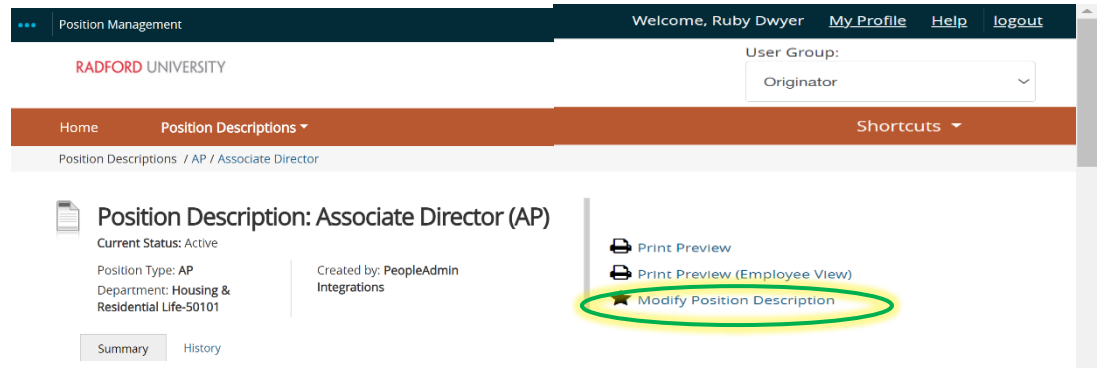 Position Management
Welcome, Ruby Dwyer My Profile Help logout
RADFORD UNIVERSITY
User Group:
Originator
Home Position Descriptions
Shortcuts
Position Descriptions / AP / Associate Director
Position Description: Associate Director (AP)
Current Status: Active
Position Type: AP
Department: Housing &
Residential Life-50101
Created by: PeopleAdmin
Integrations
Print Preview
Print Preview (Employee View)
Modify Position Description
Summary History